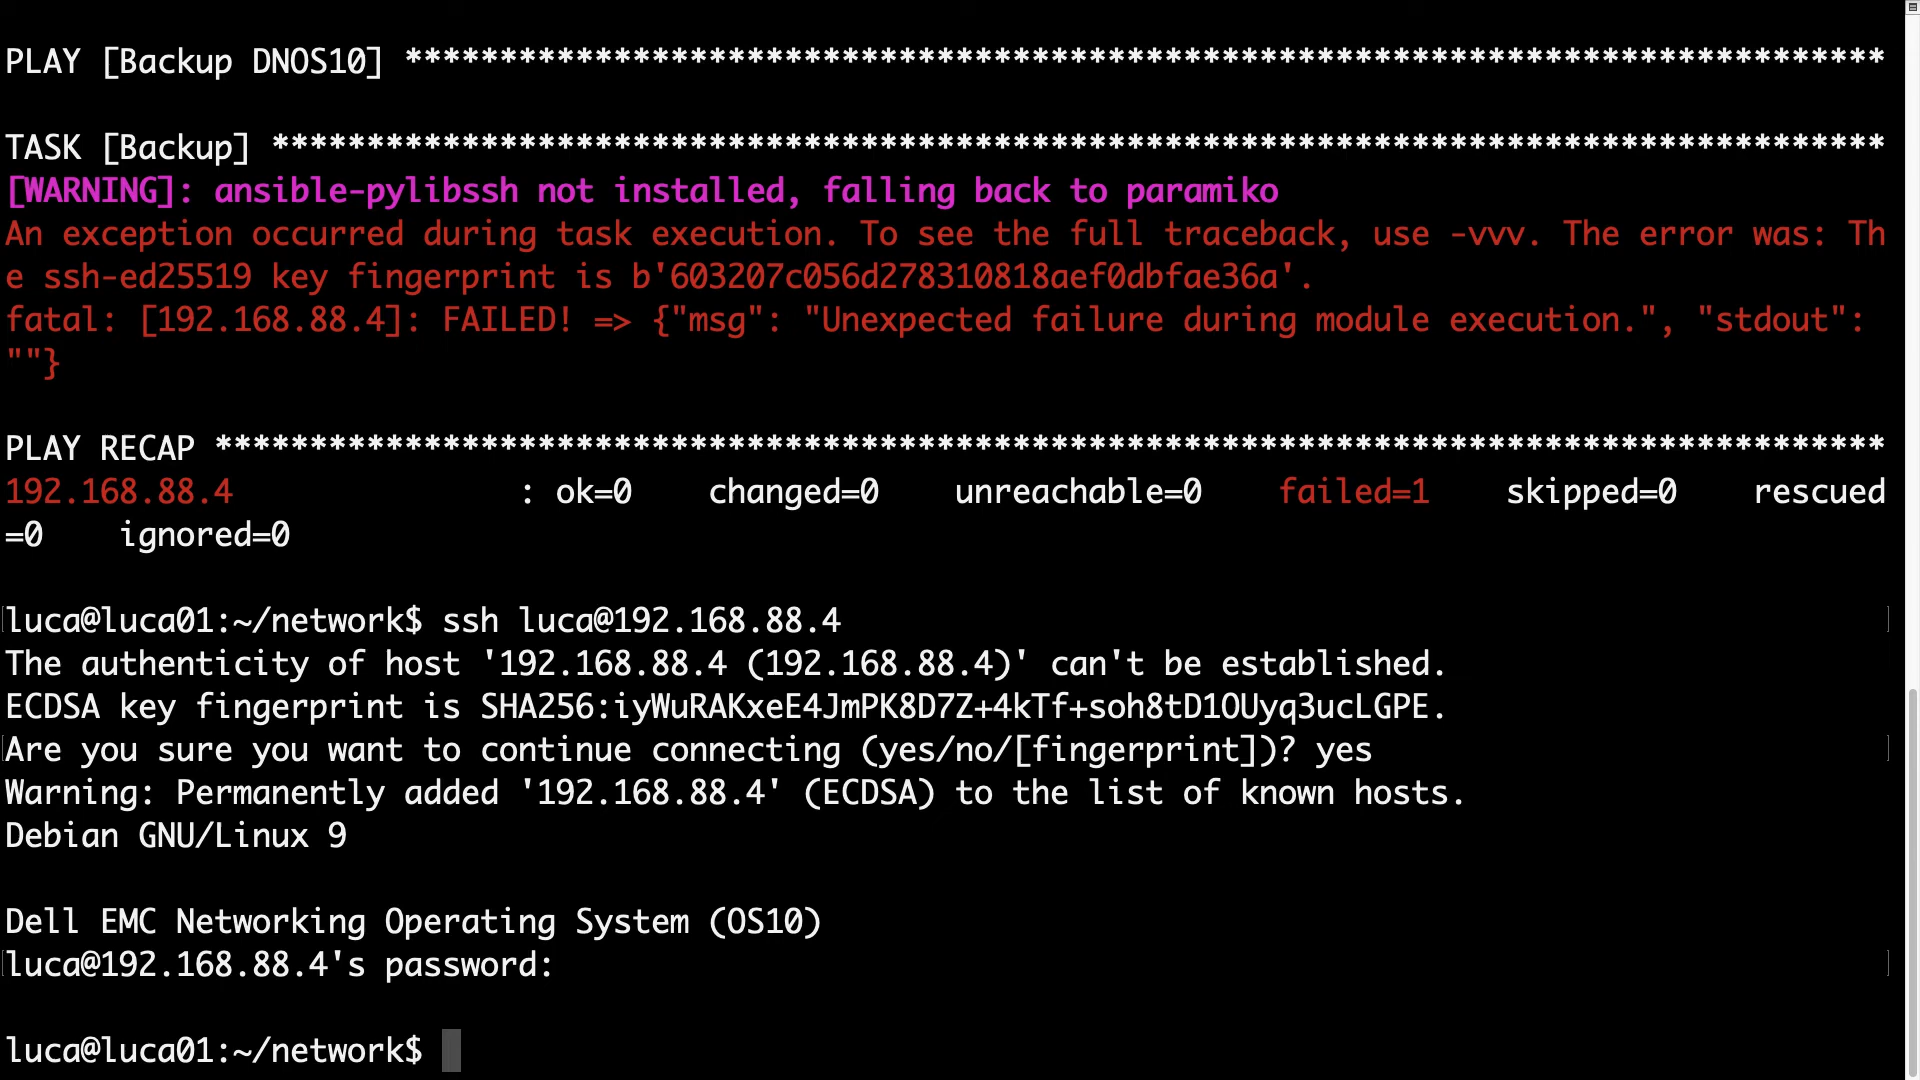 PLAY [Backup DNOS10] ******************************************************************************
TASK [Backup] *************************************************************************************
[WARNING]: ansible-pylibssh not installed, falling back to paramiko
An exception occurred during task execution. To see the full traceback, use -vvv. The error was: Th
e ssh-ed25519 key fingerprint is b'603207c056d278310818aef0dbfae36a'.
fatal: [192.168.88.4]: FAILED! => {"msg": "Unexpected failure during module execution.", "stdout":
""}
PLAY RECAP ****************************************************************************************
192.168.88.4               : ok=0    changed=0    unreachable=0    failed=1    skipped=0    rescued
=0    ignored=0
luca@luca01:~/network$ ssh luca@192.168.88.4
The authenticity of host '192.168.88.4 (192.168.88.4)' can't be established.
ECDSA key fingerprint is SHA256:iyWuRAKxeE4JmPK8D7Z+4kTf+soh8tD1OUyq3ucLGPE.
Are you sure you want to continue connecting (yes/no/[fingerprint])? yes
Warning: Permanently added '192.168.88.4' (ECDSA) to the list of known hosts.
Debian GNU/Linux 9
Dell EMC Networking Operating System (OS10)
luca@192.168.88.4's password:
luca@luca01:~/network$